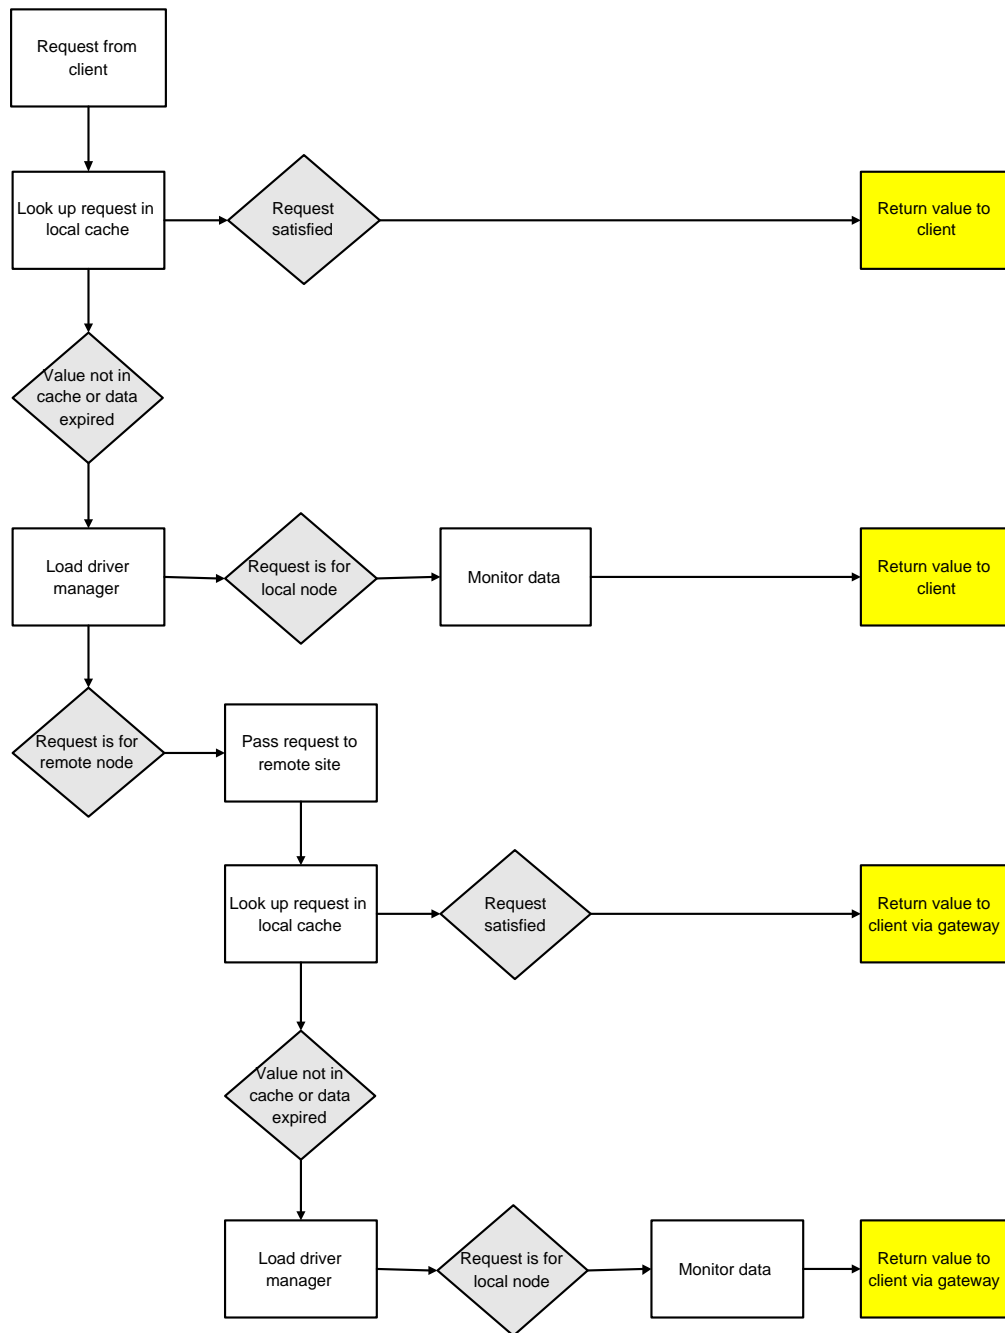 Request from
client
Look up request in
local cache
Request
satisfied
Return value to
client
Value not in
cache or data
expired
Load driver
manager
Request is for
local node
Monitor data
Return value to
client
Request is for
remote node
Pass request to
remote site
Look up request in
local cache
Request
satisfied
Return value to
client via gateway
Value not in
cache or data
expired
Load driver
manager
Request is for
local node
Monitor data
Return value to
client via gateway